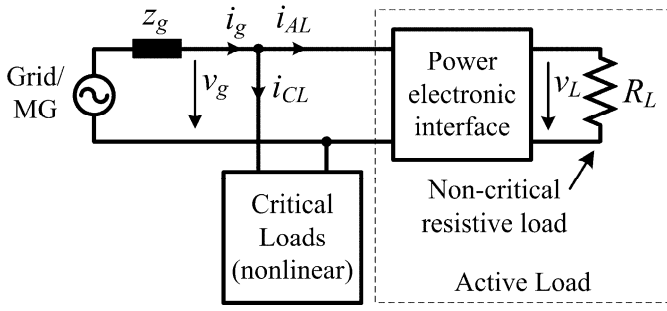 z_g
i_g
i_AL
Grid/
MG
v_g
i_CL
Power
electronic
interface
v_L
R_L
Critical
Loads
(nonlinear)
Non-critical
resistive load
Active Load